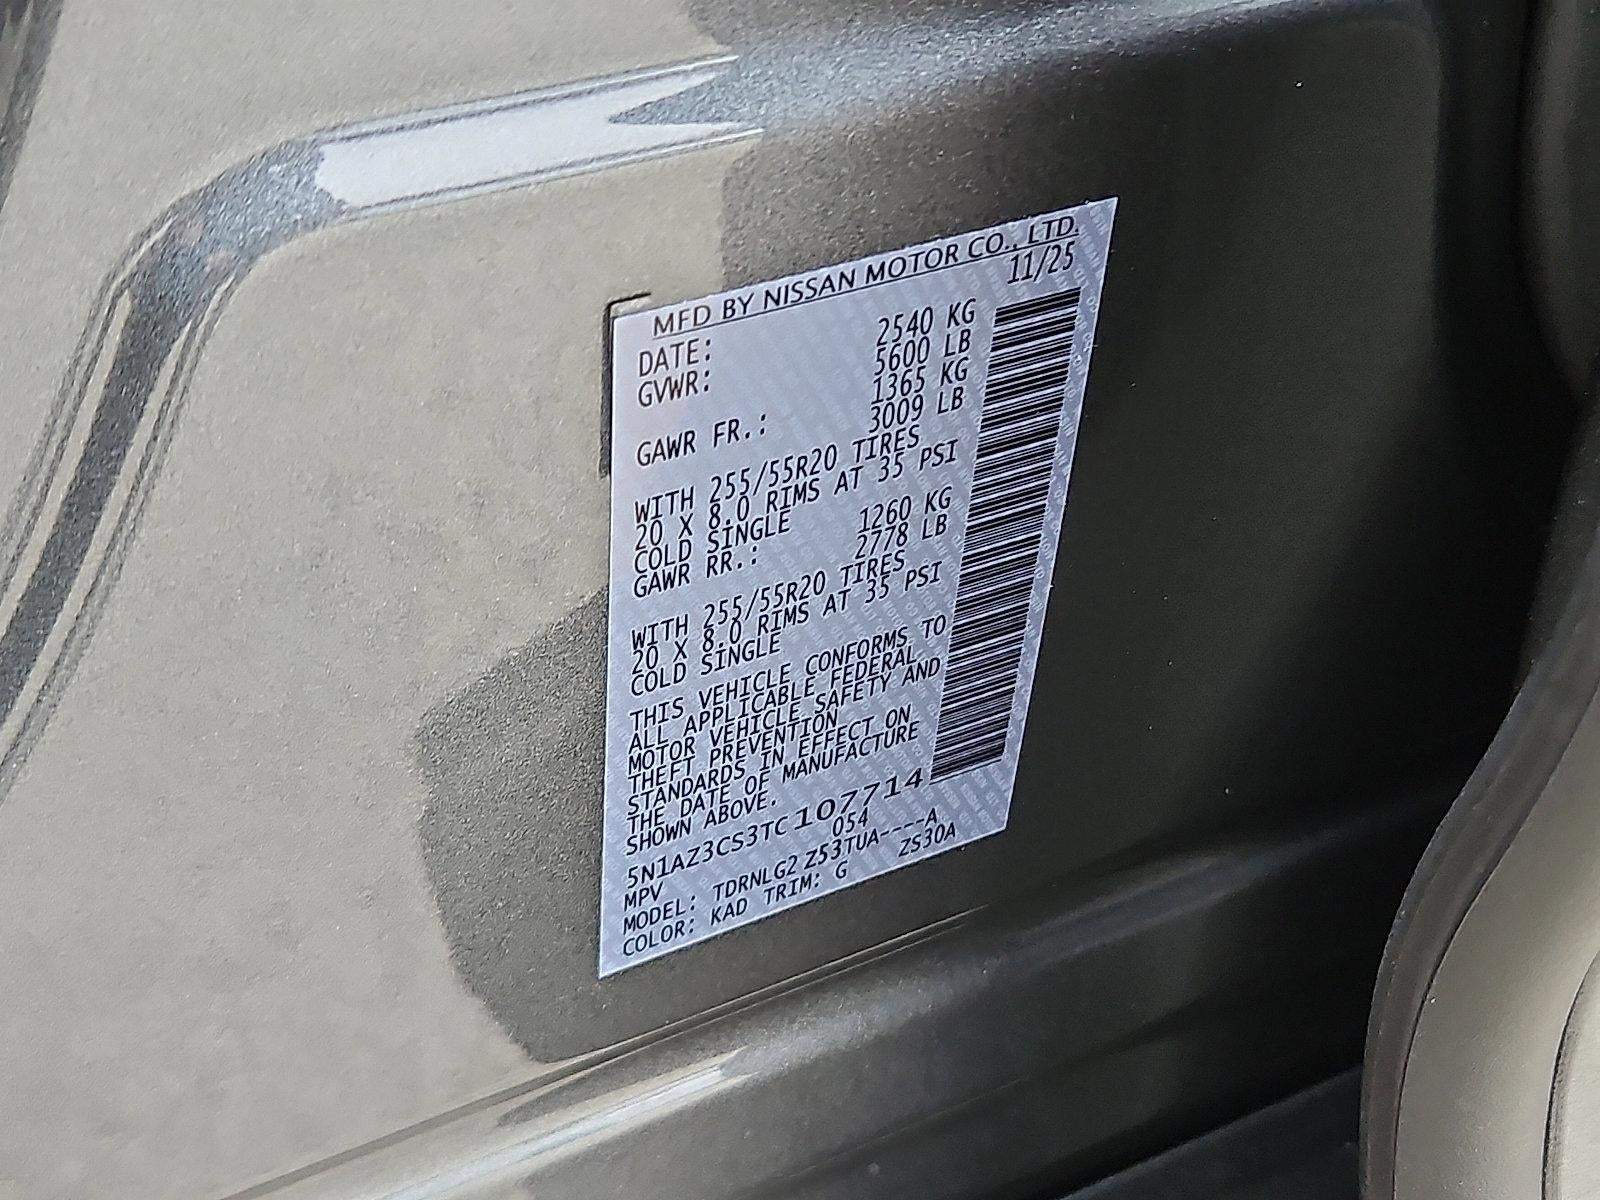 MFD BY NISSAN MOTOR CO., LTD.
DATE: 11/25
GVWR: 2540 KG
5600 LB
GAWR FR.: 1365 KG
3009 LB
WITH 255/55R20 TIRES
20 X 8.0 RIMS AT 35 PSI
COLD SINGLE
GAWR RR.: 1260 KG
2778 LB
WITH 255/55R20 TIRES
20 X 8.0 RIMS AT 35 PSI
COLD SINGLE
THIS VEHICLE CONFORMS TO
ALL APPLICABLE FEDERAL
MOTOR VEHICLE SAFETY AND
THEFT PREVENTION
STANDARDS IN EFFECT ON
THE DATE OF MANUFACTURE
SHOWN ABOVE.
5N1AZ3CS3TC107714
MPV 054
MODEL: TDRNLG2 Z53TUA----A
COLOR: KAD TRIM: G ZS30A